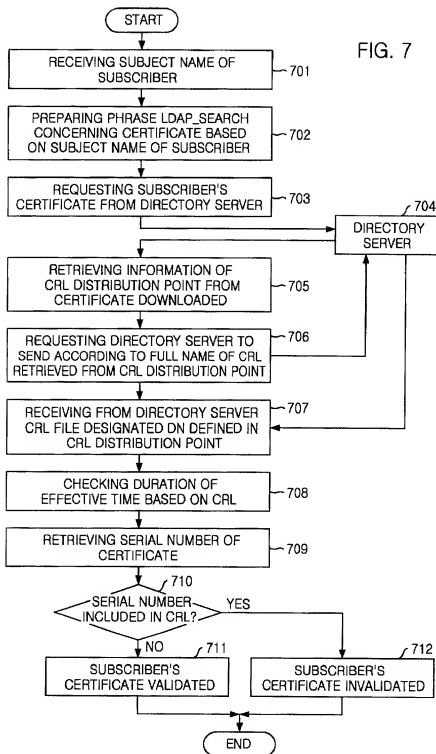 START
FIG. 7
RECEIVING SUBJECT NAME OF
SUBSCRIBER
701
PREPARING PHRASE LDAP_SEARCH
CONCERNING CERTIFICATE BASED
ON SUBJECT NAME OF SUBSCRIBER
702
REQUESTING SUBSCRIBER'S
CERTIFICATE FROM DIRECTORY SERVER
703
704
DIRECTORY
SERVER
RETRIEVING INFORMATION OF
CRL DISTRIBUTION POINT FROM
CERTIFICATE DOWNLOADED
705
REQUESTING DIRECTORY SERVER TO
SEND ACCORDING TO FULL NAME OF CRL
RETRIEVED FROM CRL DISTRIBUTION POINT
706
RECEIVING FROM DIRECTORY SERVER
CRL FILE DESIGNATED DN DEFINED IN
CRL DISTRIBUTION POINT
707
CHECKING DURATION OF
EFFECTIVE TIME BASED ON CRL
708
RETRIEVING SERIAL NUMBER OF
CERTIFICATE
709
710
SERIAL NUMBER
INCLUDED IN CRL?
YES
NO
711
SUBSCRIBER'S
CERTIFICATE VALIDATED
712
SUBSCRIBER'S
CERTIFICATE INVALIDATED
END